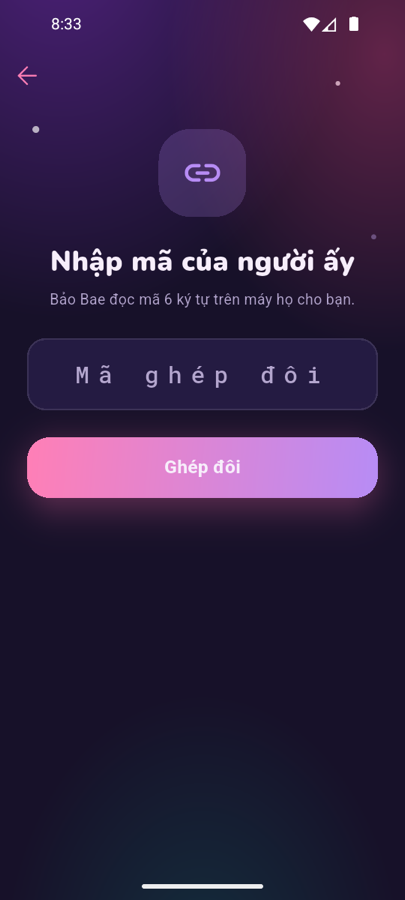 8:33
Nhập mã của người ấy
Bảo Bae đọc mã 6 ký tự trên máy họ cho bạn.
Mã ghép đôi
Ghép đôi